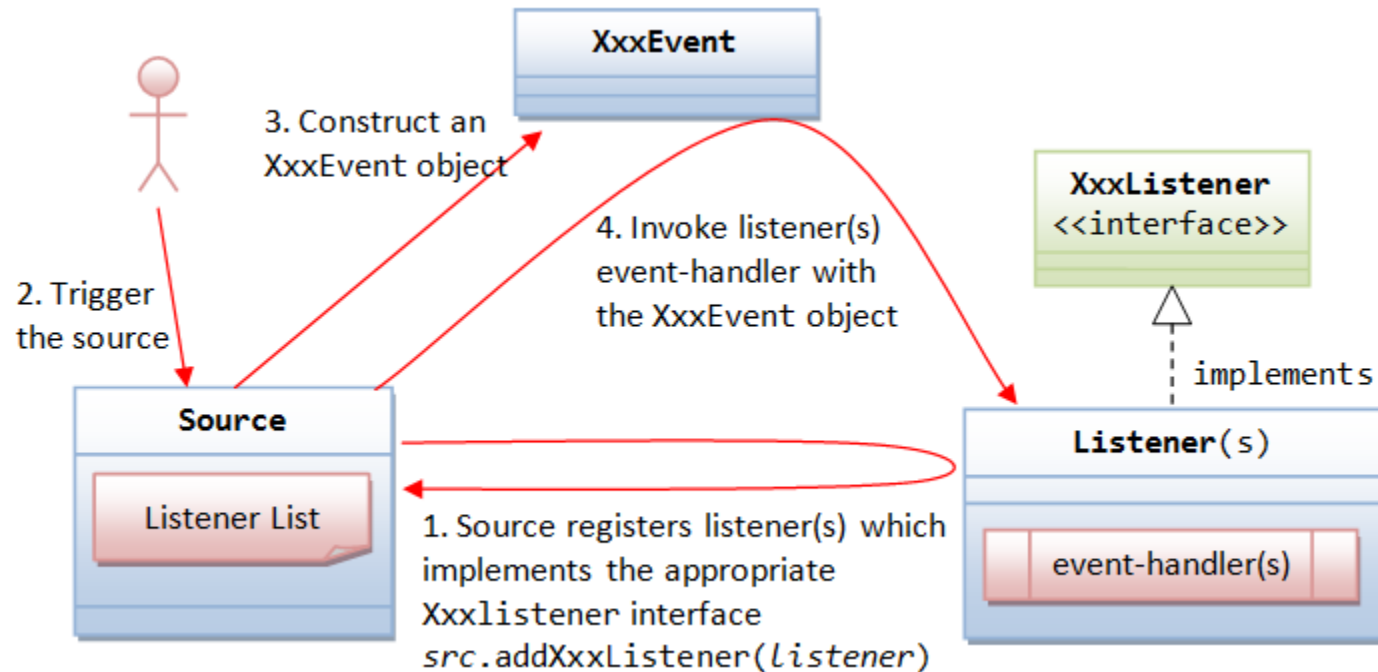 XxxEvent
3. Construct an
XxxEvent object
XxxListener
<<interface>>
4. Invoke listener(s)
event-handler with
the XxxEvent object
2. Trigger
the source
implements
Source
Listener(s)
Listener List
event-handler(s)
1. Source registers listener(s) which
implements the appropriate
Xxxlistener interface
src.addXxxListener(listener)